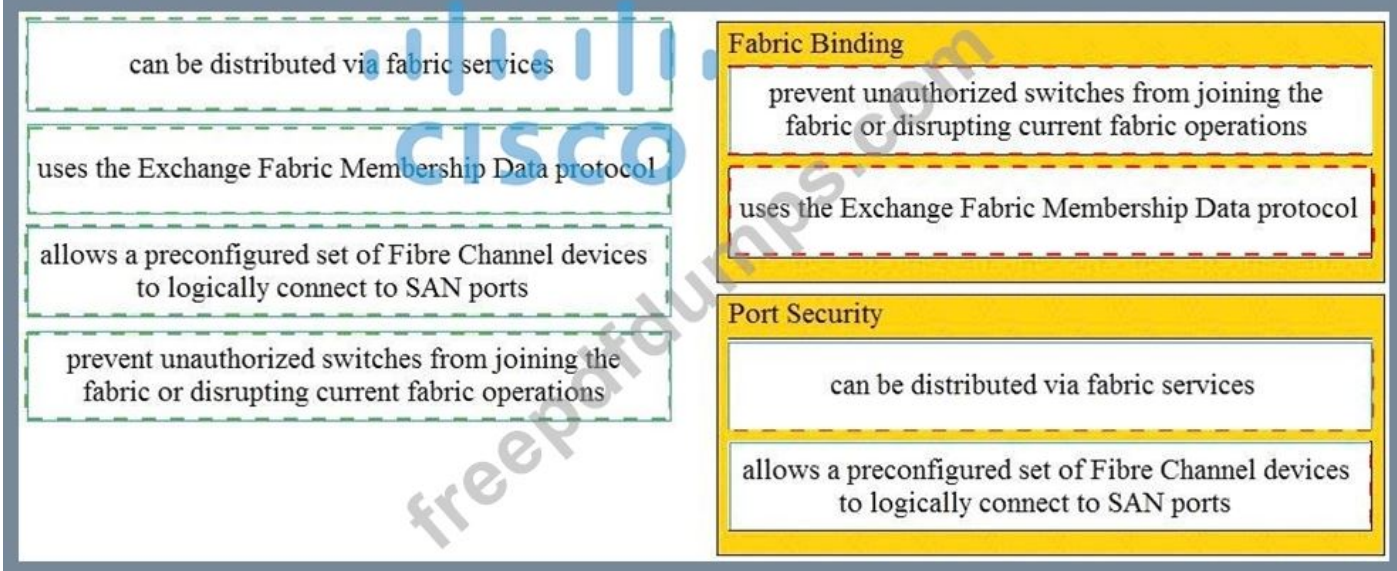 can be distributed via fabric services
uses the Exchange Fabric Membership Data protocol
allows a preconfigured set of Fibre Channel devices
to logically connect to SAN ports
prevent unauthorized switches from joining the
fabric or disrupting current fabric operations
CISCO
Fabric Binding
prevent unauthorized switches from joining the
fabric or disrupting current fabric operations
uses the Exchange Fabric Membership Data protocol
Port Security
can be distributed via fabric services
allows a preconfigured set of Fibre Channel devices
to logically connect to SAN ports
freepdfdumps.com